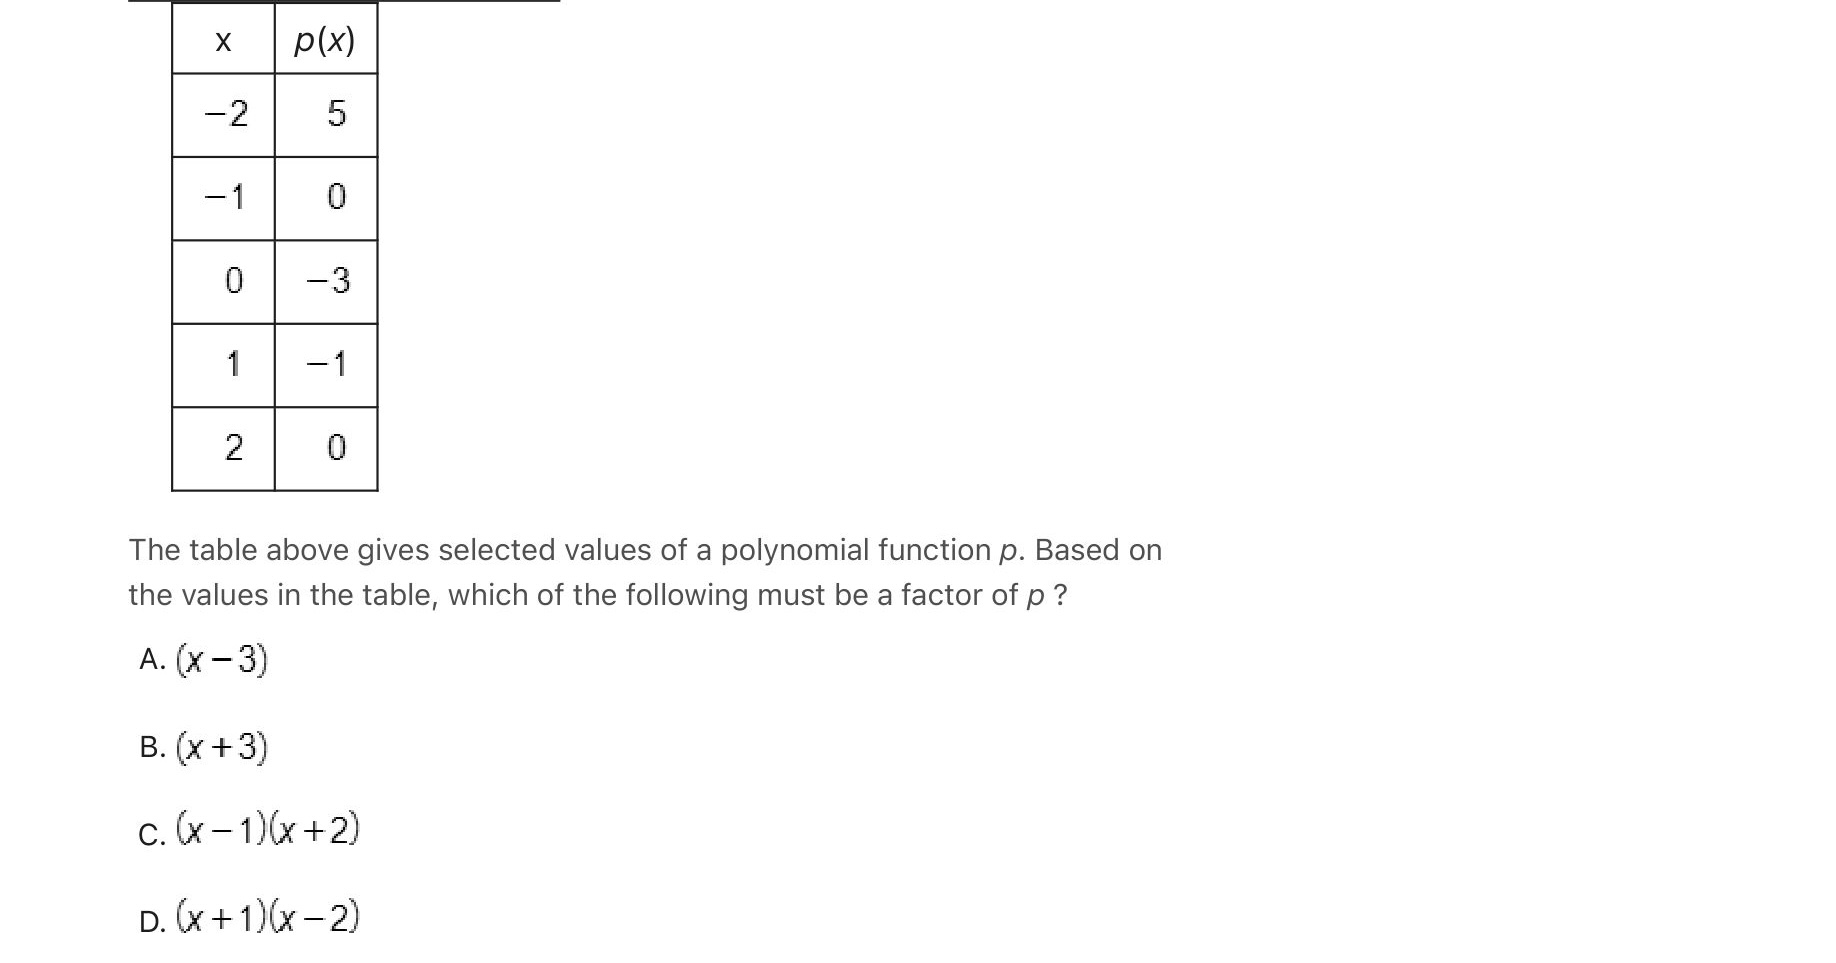 x p(x)
−2 5
−1 0
0 −3
1 −1
2 0
The table above gives selected values of a polynomial function p. Based on
the values in the table, which of the following must be a factor of p ?
A. (x−3)
B. (x+3)
C. (x−1)(x+2)
D. (x+1)(x−2)